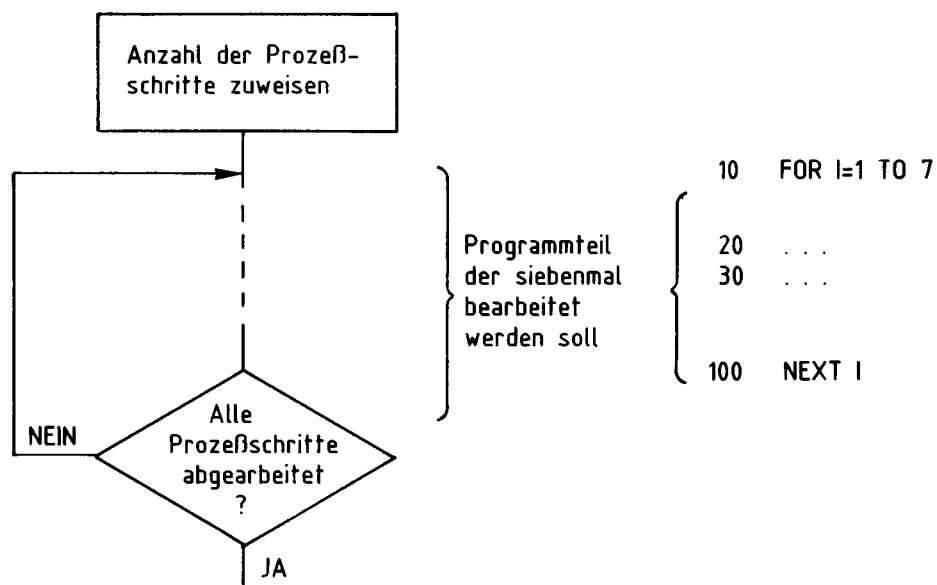 Anzahl der Prozeß-
schritte zuweisen
10 FOR I=1 TO 7
Programmteil
der siebenmal
bearbeitet
werden soll
20 . . .
30 . . .
100 NEXT I
Alle
Prozeßschritte
abgearbeitet
?
NEIN
JA